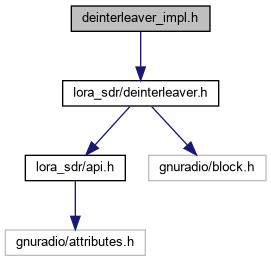 deinterleaver_impl.h
lora_sdr/deinterleaver.h
lora_sdr/api.h
gnuradio/block.h
gnuradio/attributes.h